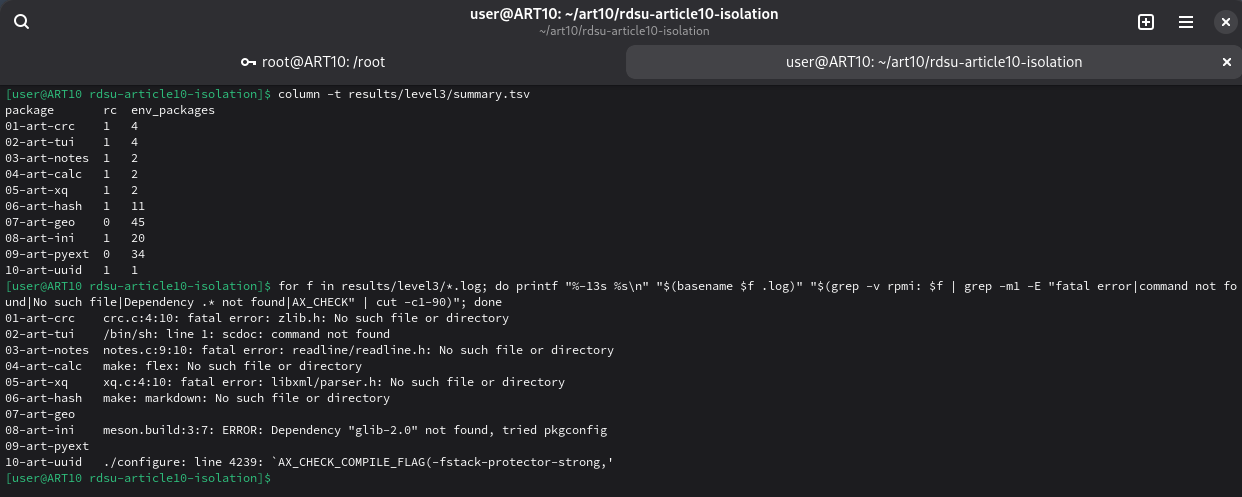 user@ART10: ~/art10/rdsu-article10-isolation
~/art10/rdsu-article10-isolation
root@ART10: /root
user@ART10: ~/art10/rdsu-article10-isolation
[user@ART10 rdsu-article10-isolation]$ column -t results/level3/summary.tsv
package       rc  env_packages
01-art-crc    1   4
02-art-tui    1   4
03-art-notes  1   2
04-art-calc   1   2
05-art-xq     1   2
06-art-hash   1   11
07-art-geo    0   45
08-art-ini    1   20
09-art-pyext  0   34
10-art-uuid   1   1
[user@ART10 rdsu-article10-isolation]$ for f in results/level3/*.log; do printf "%-13s %s\n" "$(basename $f .log)" "$(grep -v rpmi: $f | grep -m1 -E "fatal error|command not fo
und|No such file|Dependency .* not found|AX_CHECK" | cut -c1-90)"; done
01-art-crc    crc.c:4:10: fatal error: zlib.h: No such file or directory
02-art-tui    /bin/sh: line 1: scdoc: command not found
03-art-notes  notes.c:9:10: fatal error: readline/readline.h: No such file or directory
04-art-calc   make: flex: No such file or directory
05-art-xq     xq.c:4:10: fatal error: libxml/parser.h: No such file or directory
06-art-hash   make: markdown: No such file or directory
07-art-geo
08-art-ini    meson.build:3:7: ERROR: Dependency "glib-2.0" not found, tried pkgconfig
09-art-pyext
10-art-uuid   ./configure: line 4239: `AX_CHECK_COMPILE_FLAG(-fstack-protector-strong,'
[user@ART10 rdsu-article10-isolation]$